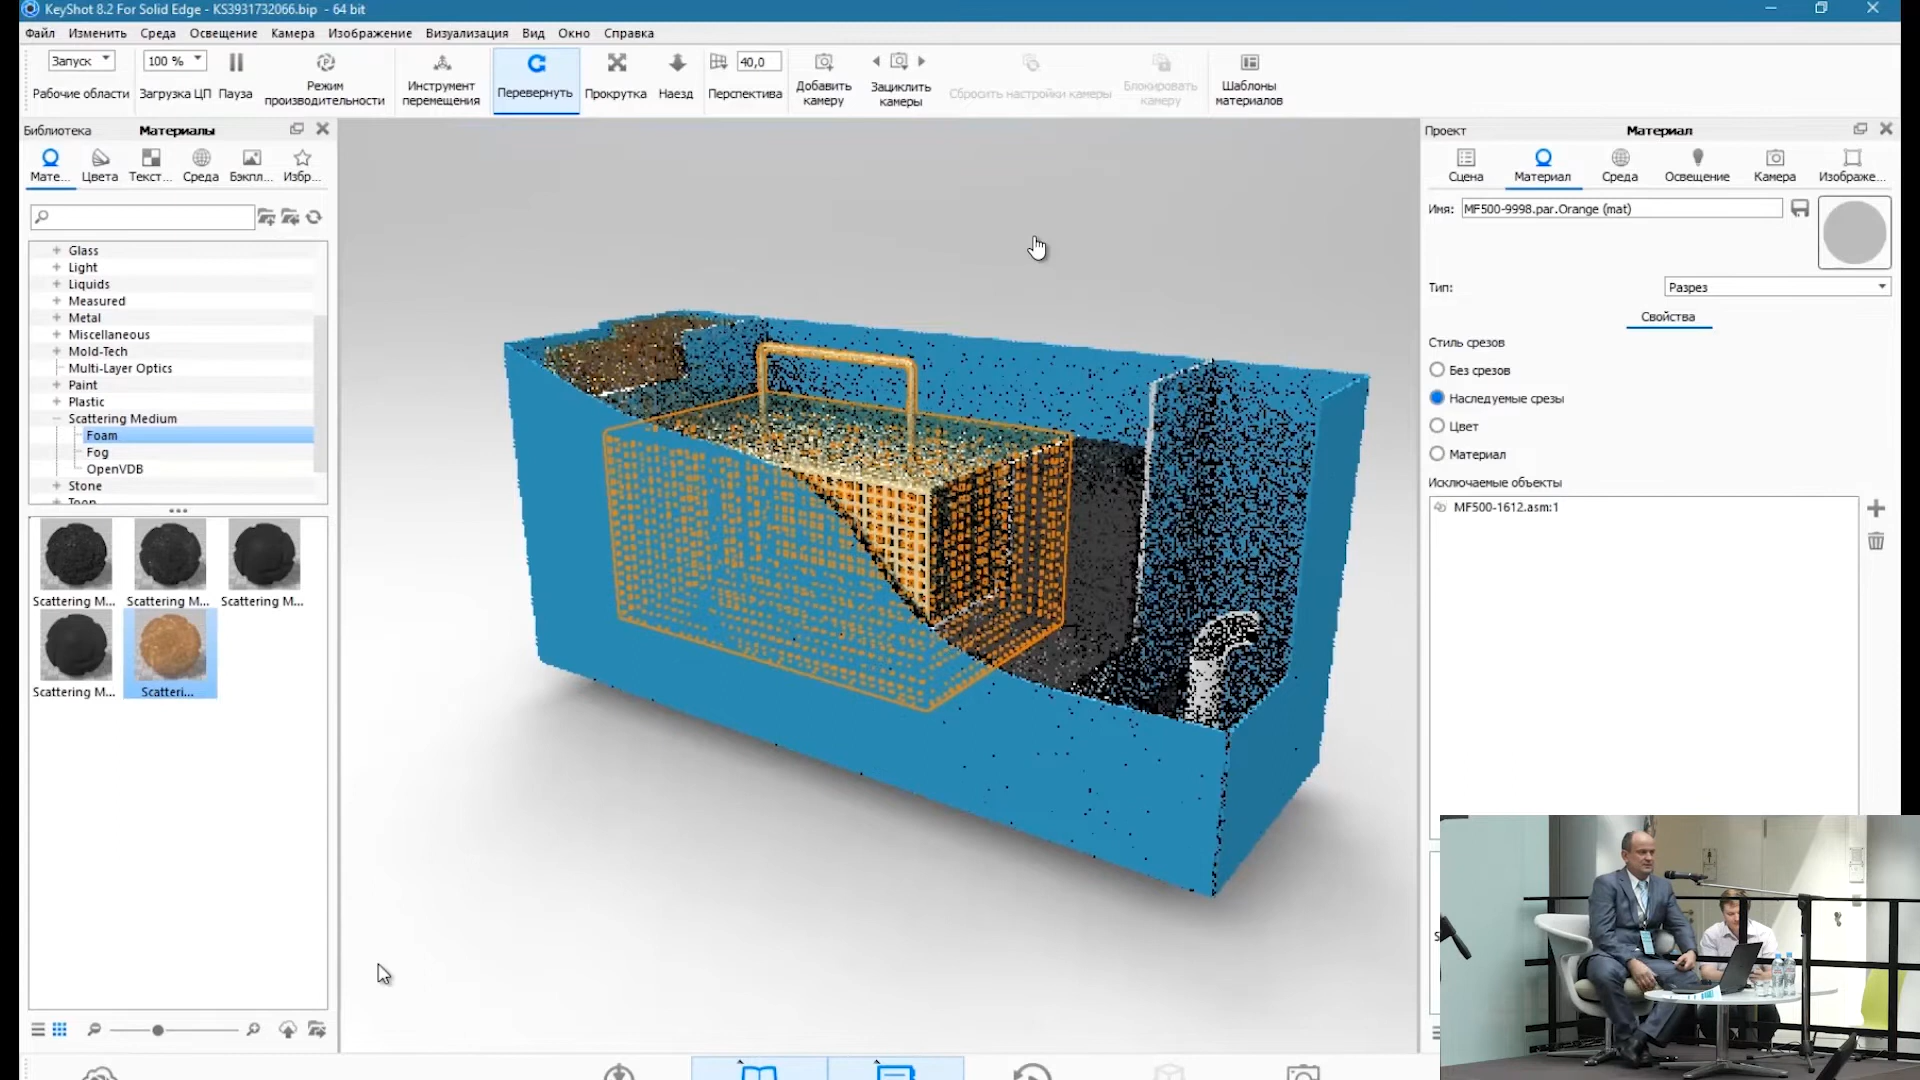 KeyShot 8.2 For Solid Edge - KS3931732066.bip - 64 bit
Файл Изменить Среда Освещение Камера Изображение Визуализация Вид Окно Справка
Запуск 100 % 40,0
Рабочие области Загрузка ЦП Пауза Режим производительности Инструмент перемещения Перевернуть Прокрутка Наезд Перспектива Добавить камеру Зациклить камеры Сбросить настройки камеры Блокировать камеру Шаблоны материалов
Библиотека Материалы
Мате... Цвета Текст... Среда Бэкпл... Избр...
Glass
Light
Liquids
Measured
Metal
Miscellaneous
Mold-Tech
Multi-Layer Optics
Paint
Plastic
Scattering Medium
Foam
Fog
OpenVDB
Stone
Toon
Scattering M... Scattering M... Scattering M...
Scattering M... Scatteri...
Проект Материал
Сцена Материал Среда Освещение Камера Изображе...
Имя: MF500-9998.par.Orange (mat)
Тип: Разрез
Свойства
Стиль срезов
Без срезов
Наследуемые срезы
Цвет
Материал
Исключаемые объекты
MF500-1612.asm:1